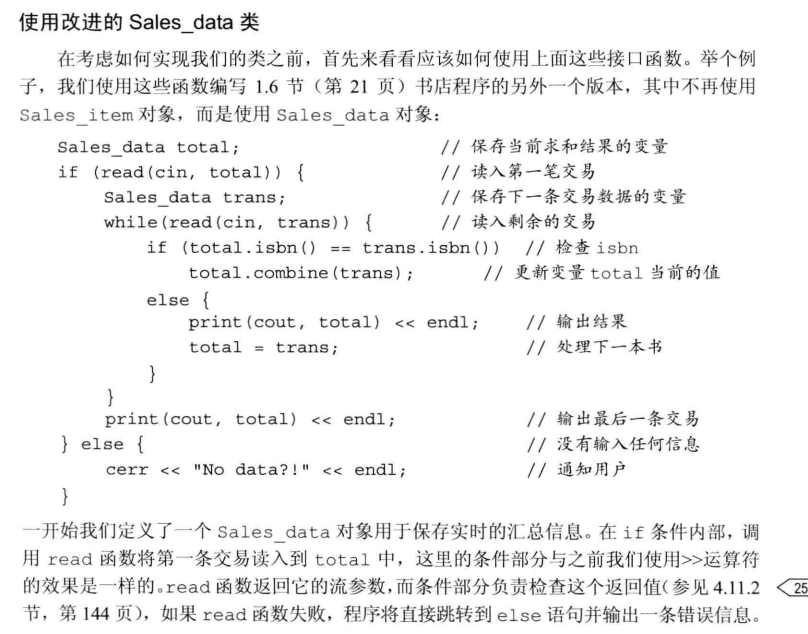 使用改进的 Sales_data 类
在考虑如何实现我们的类之前，首先来看看应该如何使用上面这些接口函数。举个例
子，我们使用这些函数编写 1.6 节（第 21 页）书店程序的另外一个版本，其中不再使用
Sales_item 对象，而是使用 Sales_data 对象：
Sales_data total; // 保存当前求和结果的变量
if (read(cin, total)) { // 读入第一笔交易
Sales_data trans; // 保存下一条交易数据的变量
while(read(cin, trans)) { // 读入剩余的交易
if (total.isbn() == trans.isbn()) // 检查 isbn
total.combine(trans); // 更新变量 total 当前的值
else {
print(cout, total) << endl; // 输出结果
total = trans; // 处理下一本书
}
}
print(cout, total) << endl; // 输出最后一条交易
} else { // 没有输入任何信息
cerr << "No data?!" << endl; // 通知用户
}
一开始我们定义了一个 Sales_data 对象用于保存实时的汇总信息。在 if 条件内部，调
用 read 函数将第一条交易读入到 total 中，这里的条件部分与之前我们使用>>运算符
的效果是一样的。read 函数返回它的流参数，而条件部分负责检查这个返回值（参见 4.11.2 25
节，第 144 页），如果 read 函数失败，程序将直接跳转到 else 语句并输出一条错误信息。